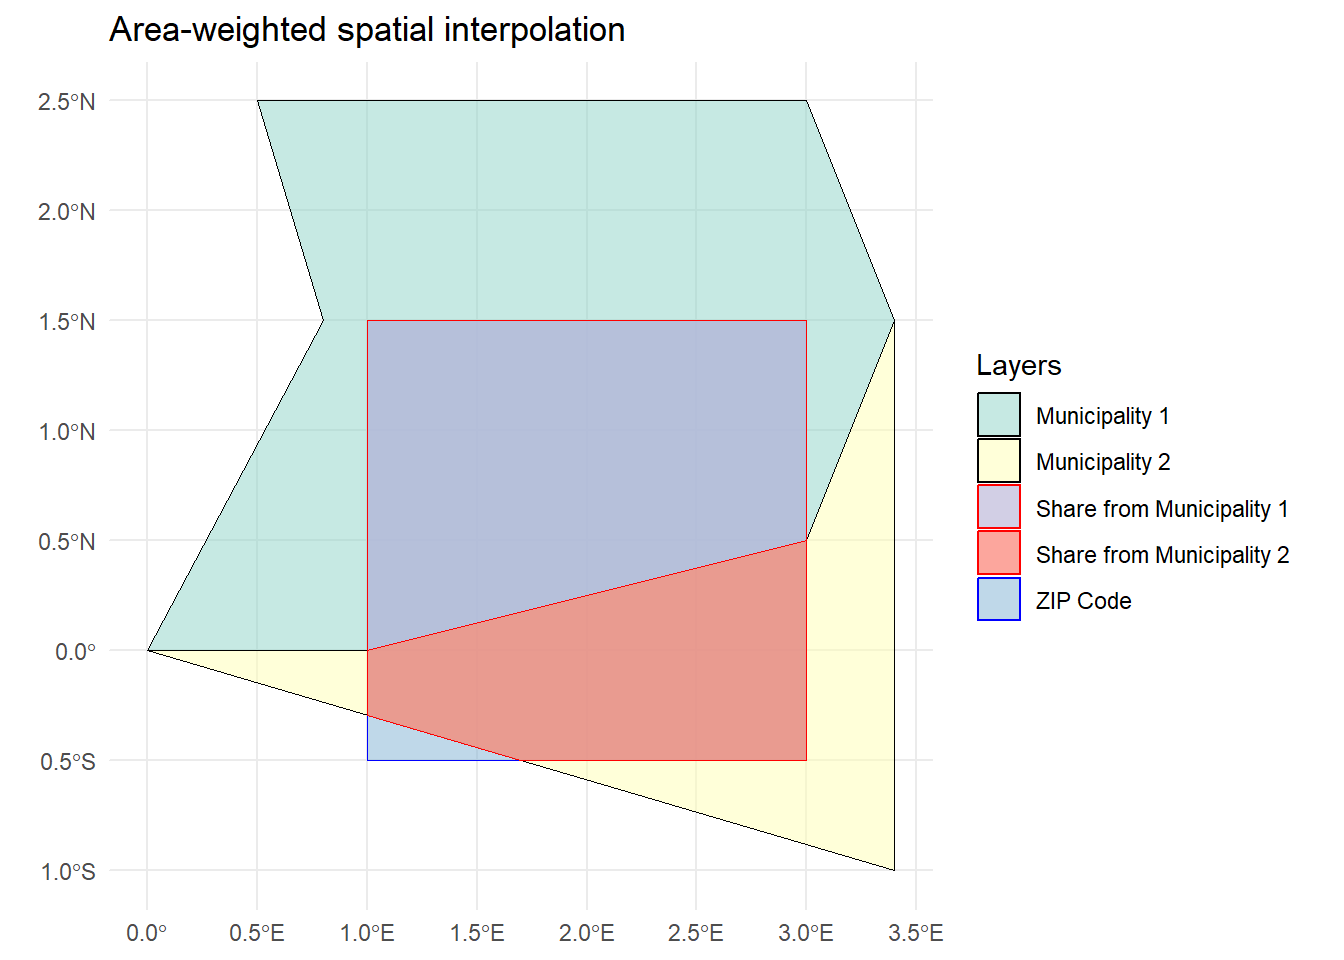 Area-weighted spatial interpolation
2.5°N
2.0°N
1.5°N
1.0°N
0.5°N
0.0°
0.5°S
1.0°S
0.0°
0.5°E
1.0°E
1.5°E
2.0°E
2.5°E
3.0°E
3.5°E
Layers
Municipality 1
Municipality 2
Share from Municipality 1
Share from Municipality 2
ZIP Code